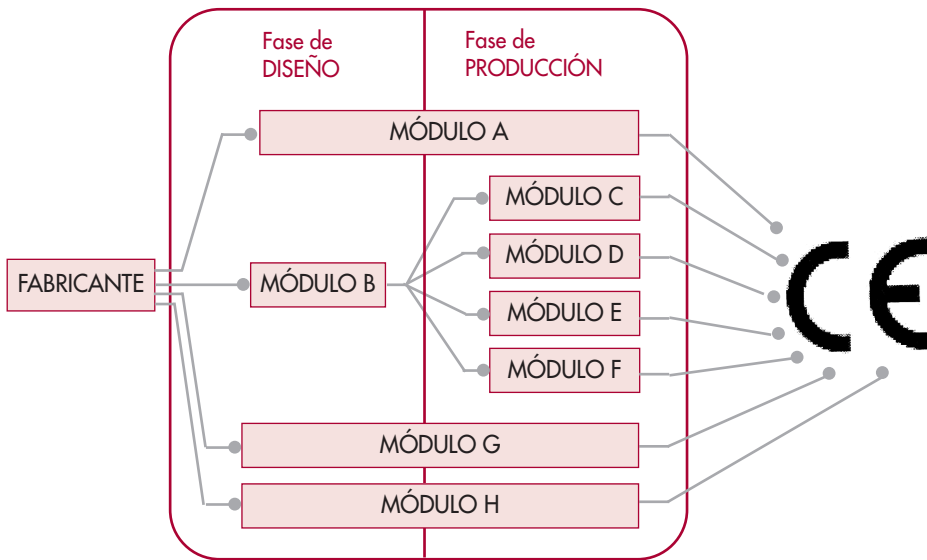 Fase de
DISEÑO
Fase de
PRODUCCIÓN
MÓDULO A
MÓDULO C
MÓDULO D
FABRICANTE
MÓDULO B
MÓDULO E
MÓDULO F
MÓDULO G
MÓDULO H
CE